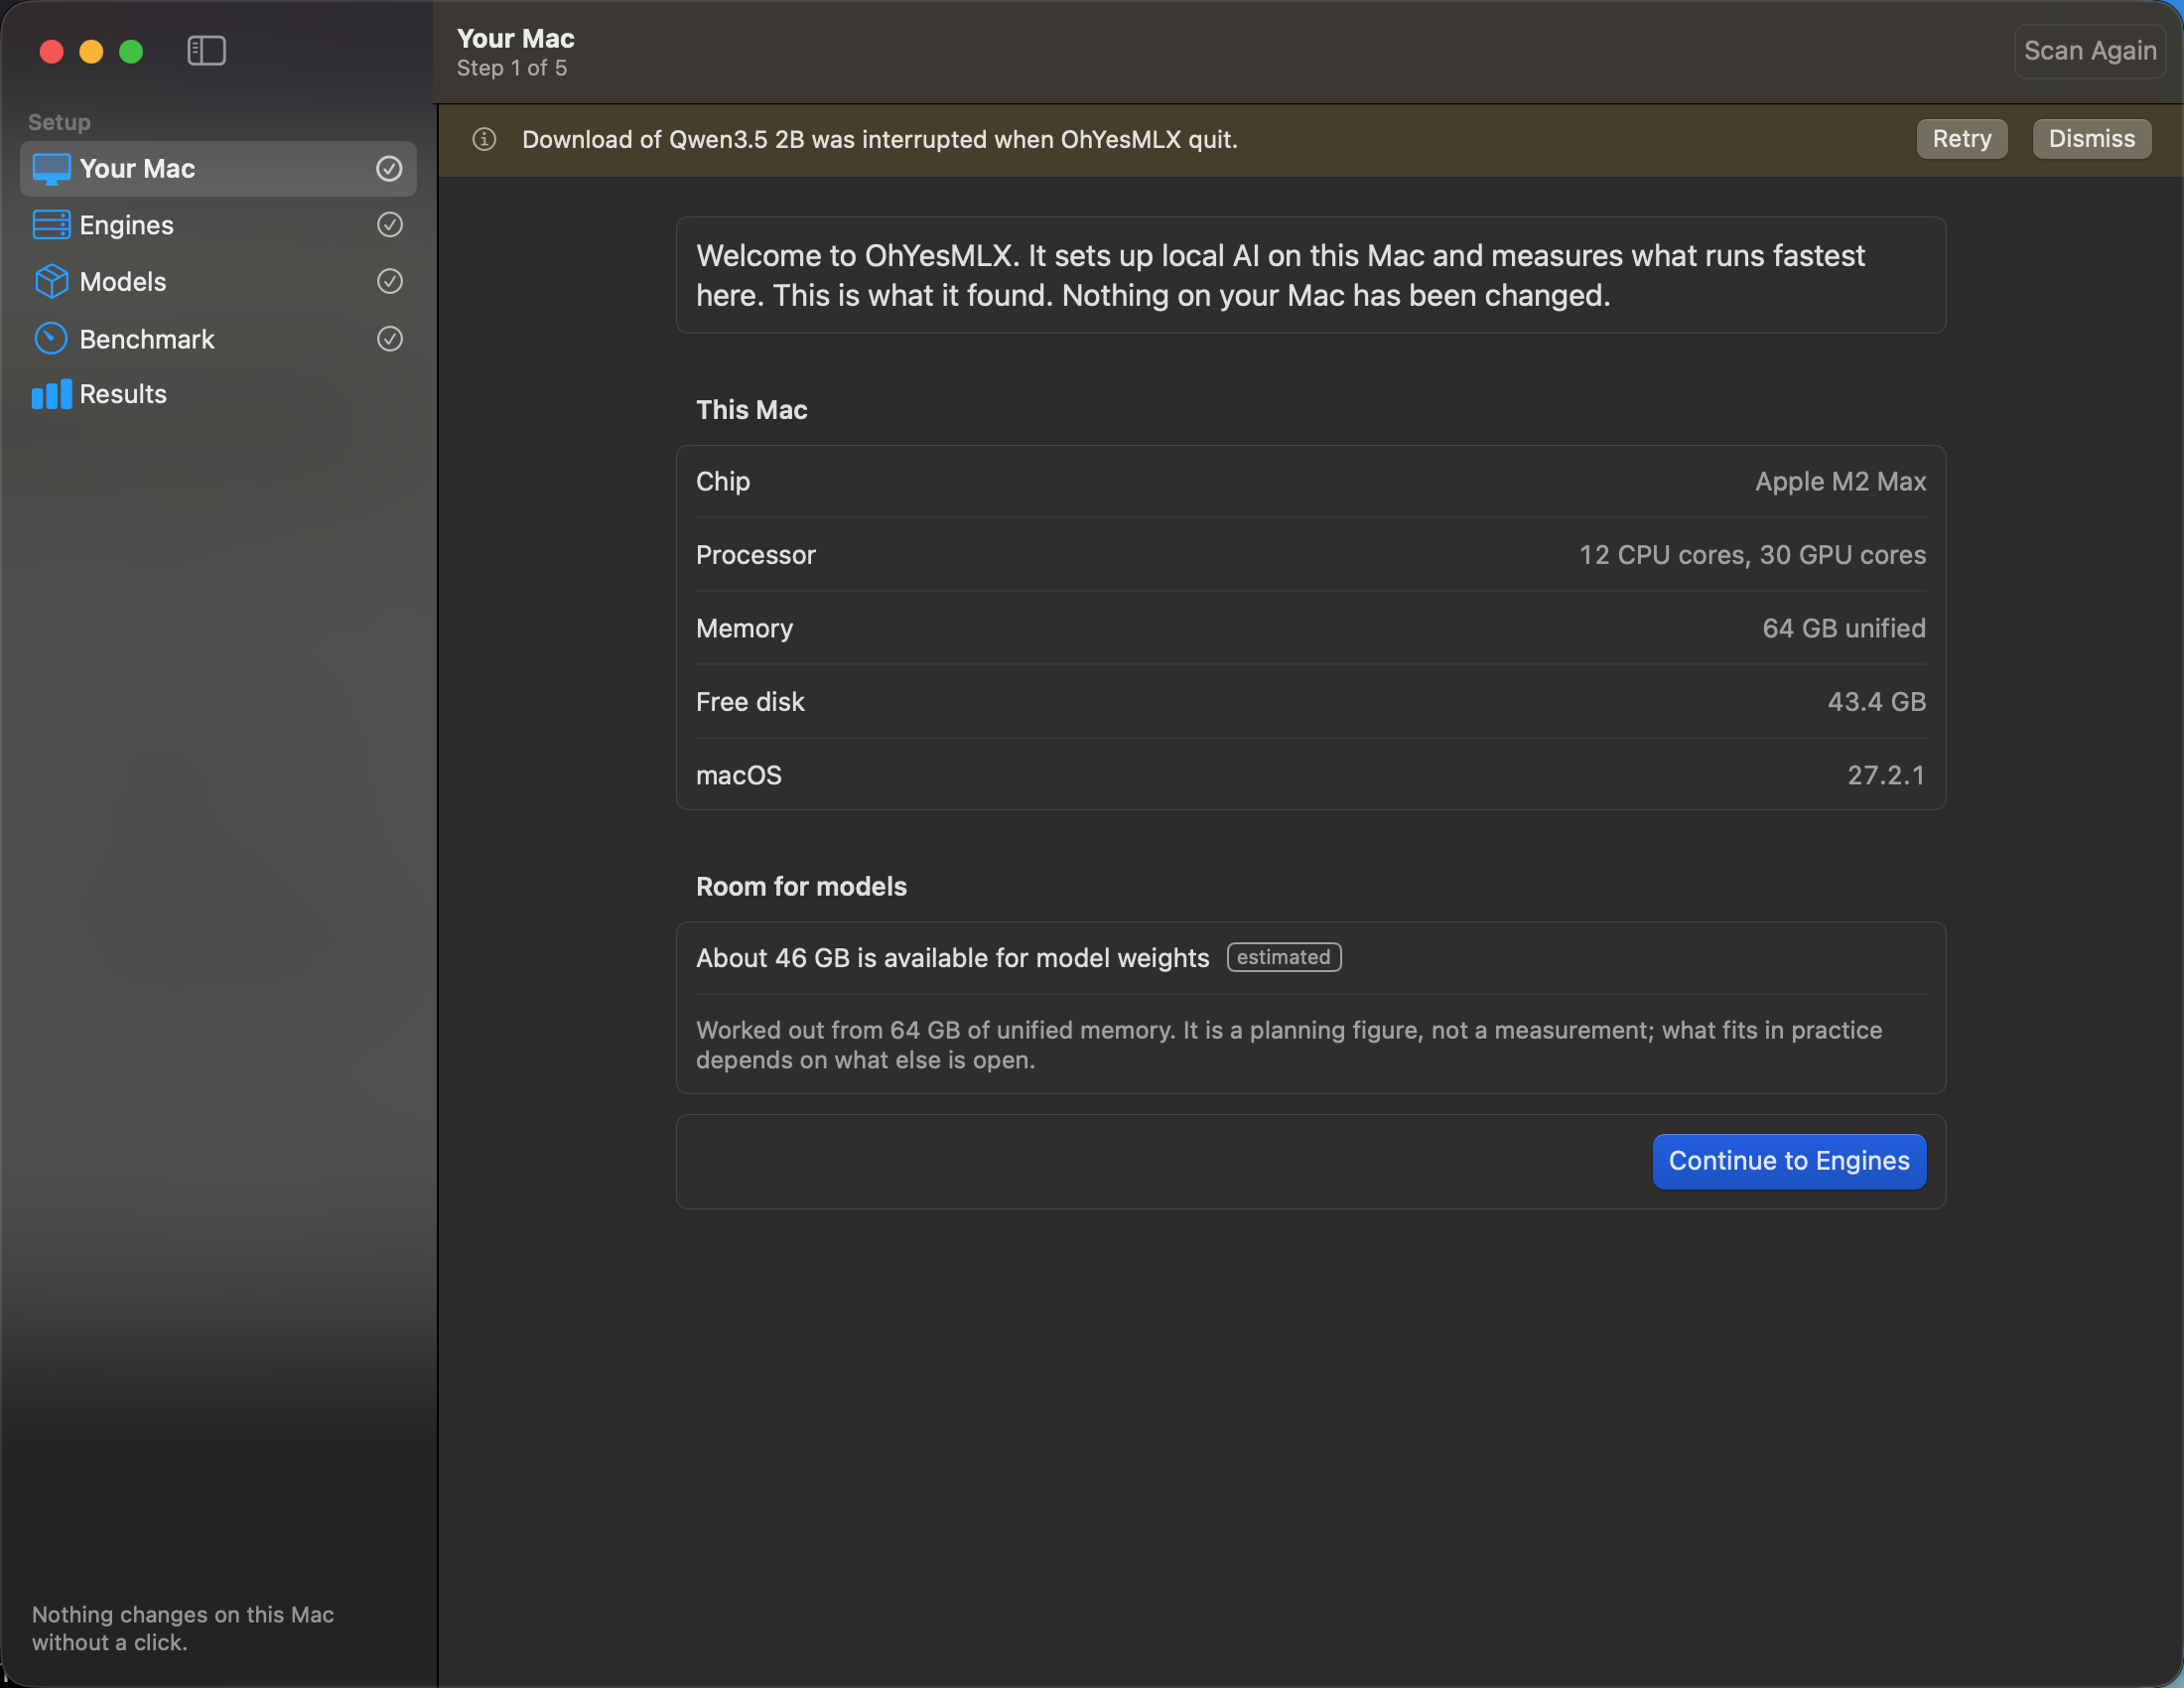 Your Mac
Step 1 of 5
Scan Again
Setup
Your Mac
Engines
Models
Benchmark
Results
Nothing changes on this Mac
without a click.
Download of Qwen3.5 2B was interrupted when OhYesMLX quit.
Retry
Dismiss
Welcome to OhYesMLX. It sets up local AI on this Mac and measures what runs fastest
here. This is what it found. Nothing on your Mac has been changed.
This Mac
Chip Apple M2 Max
Processor 12 CPU cores, 30 GPU cores
Memory 64 GB unified
Free disk 43.4 GB
macOS 27.2.1
Room for models
About 46 GB is available for model weights estimated
Worked out from 64 GB of unified memory. It is a planning figure, not a measurement; what fits in practice
depends on what else is open.
Continue to Engines